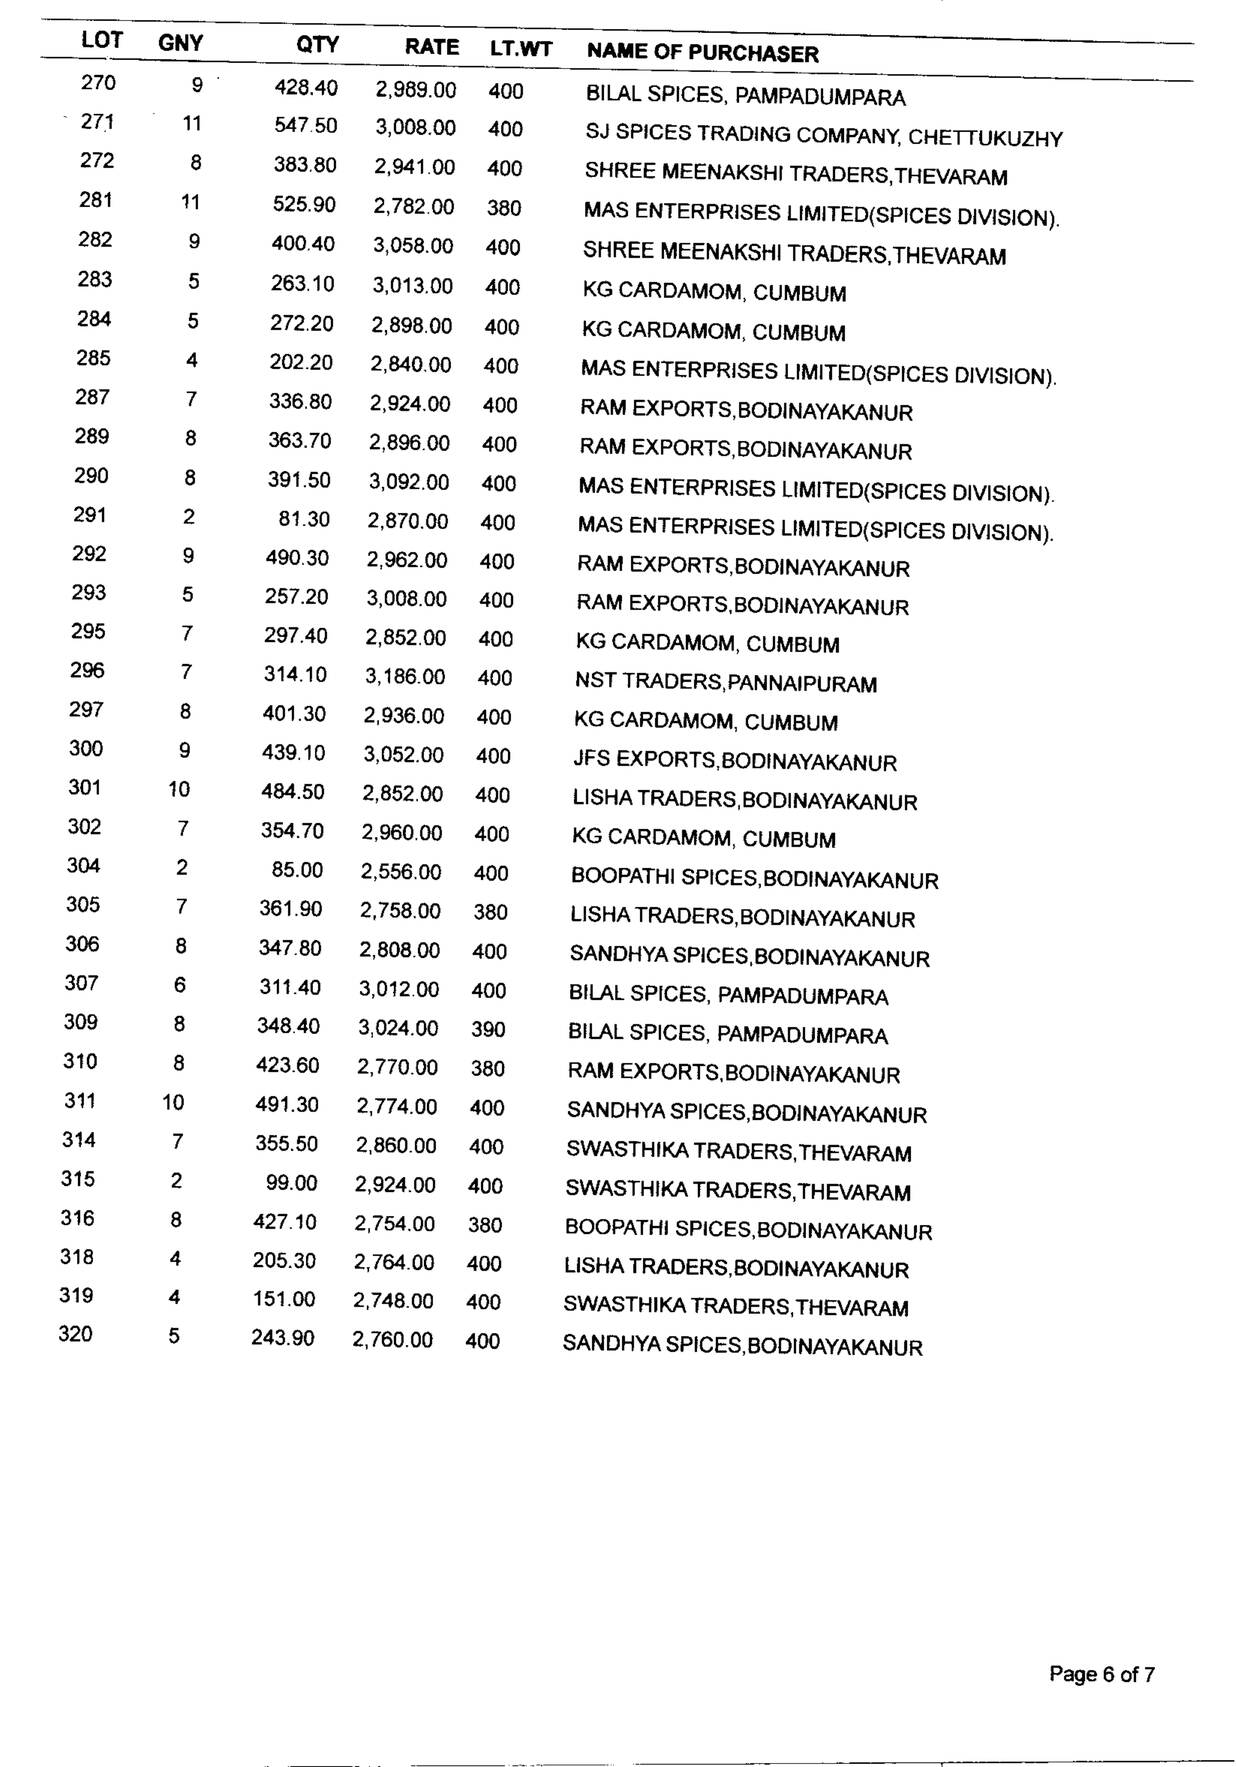 LOT GNY QTY RATE LT.WT NAME OF PURCHASER
270 9 428.40 2,989.00 400 BILAL SPICES, PAMPADUMPARA
271 11 547.50 3,008.00 400 SJ SPICES TRADING COMPANY, CHETTUKUZHY
272 8 383.80 2,941.00 400 SHREE MEENAKSHI TRADERS,THEVARAM
281 11 525.90 2,782.00 380 MAS ENTERPRISES LIMITED(SPICES DIVISION).
282 9 400.40 3,058.00 400 SHREE MEENAKSHI TRADERS,THEVARAM
283 5 263.10 3,013.00 400 KG CARDAMOM, CUMBUM
284 5 272.20 2,898.00 400 KG CARDAMOM, CUMBUM
285 4 202.20 2,840.00 400 MAS ENTERPRISES LIMITED(SPICES DIVISION).
287 7 336.80 2,924.00 400 RAM EXPORTS,BODINAYAKANUR
289 8 363.70 2,896.00 400 RAM EXPORTS,BODINAYAKANUR
290 8 391.50 3,092.00 400 MAS ENTERPRISES LIMITED(SPICES DIVISION).
291 2 81.30 2,870.00 400 MAS ENTERPRISES LIMITED(SPICES DIVISION).
292 9 490.30 2,962.00 400 RAM EXPORTS,BODINAYAKANUR
293 5 257.20 3,008.00 400 RAM EXPORTS,BODINAYAKANUR
295 7 297.40 2,852.00 400 KG CARDAMOM, CUMBUM
296 7 314.10 3,186.00 400 NST TRADERS,PANNAIPURAM
297 8 401.30 2,936.00 400 KG CARDAMOM, CUMBUM
300 9 439.10 3,052.00 400 JFS EXPORTS,BODINAYAKANUR
301 10 484.50 2,852.00 400 LISHA TRADERS,BODINAYAKANUR
302 7 354.70 2,960.00 400 KG CARDAMOM, CUMBUM
304 2 85.00 2,556.00 400 BOOPATHI SPICES,BODINAYAKANUR
305 7 361.90 2,758.00 380 LISHA TRADERS,BODINAYAKANUR
306 8 347.80 2,808.00 400 SANDHYA SPICES,BODINAYAKANUR
307 6 311.40 3,012.00 400 BILAL SPICES, PAMPADUMPARA
309 8 348.40 3,024.00 390 BILAL SPICES, PAMPADUMPARA
310 8 423.60 2,770.00 380 RAM EXPORTS,BODINAYAKANUR
311 10 491.30 2,774.00 400 SANDHYA SPICES,BODINAYAKANUR
314 7 355.50 2,860.00 400 SWASTHIKA TRADERS,THEVARAM
315 2 99.00 2,924.00 400 SWASTHIKA TRADERS,THEVARAM
316 8 427.10 2,754.00 380 BOOPATHI SPICES,BODINAYAKANUR
318 4 205.30 2,764.00 400 LISHA TRADERS,BODINAYAKANUR
319 4 151.00 2,748.00 400 SWASTHIKA TRADERS,THEVARAM
320 5 243.90 2,760.00 400 SANDHYA SPICES,BODINAYAKANUR
Page 6 of 7